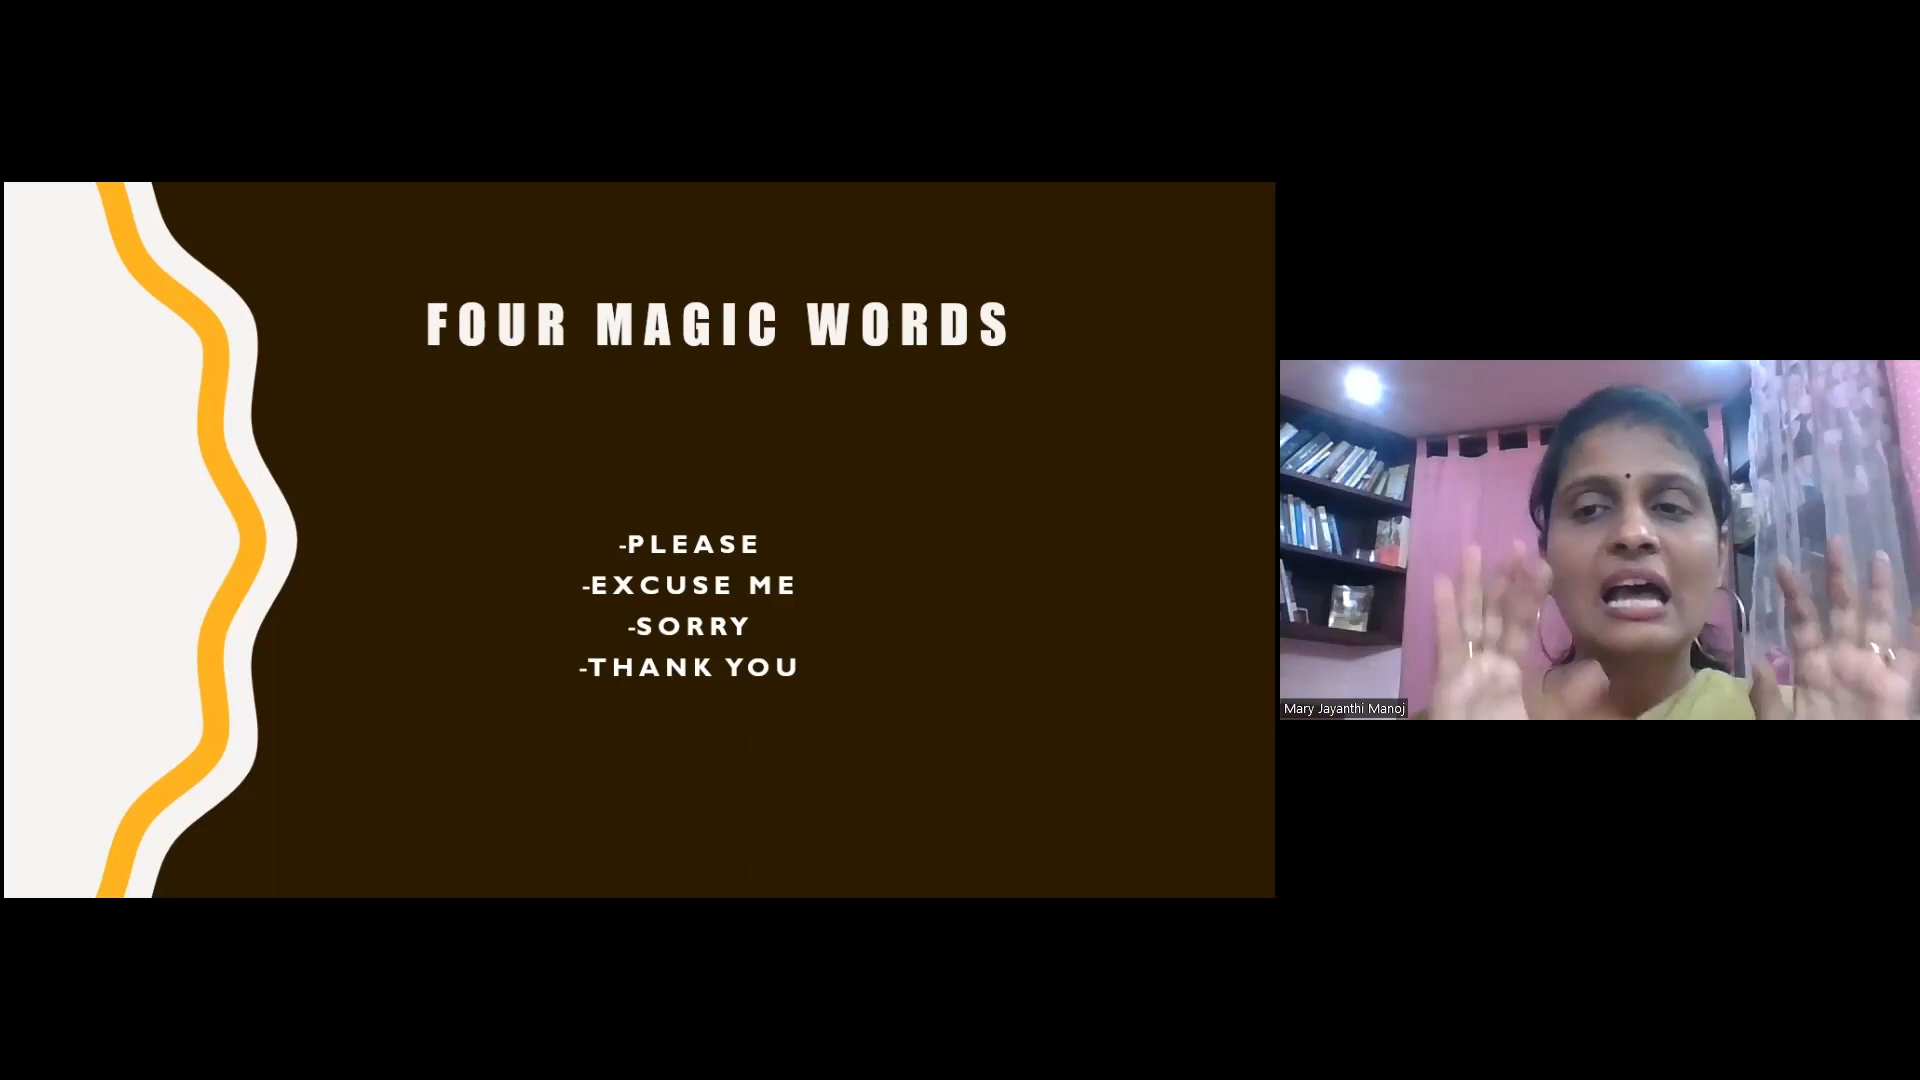 FOUR MAGIC WORDS
-PLEASE
-EXCUSE ME
-SORRY
-THANK YOU
Mary Jayanthi Manoj